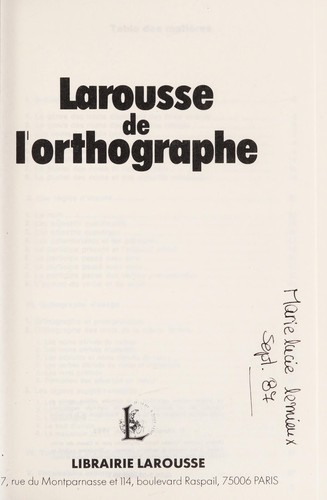 Larousse
de
l'orthographe
Marie lucie lemieux
Sept. 87
L
LIBRAIRIE LAROUSSE
7, rue du Montparnasse et 114, boulevard Raspail, 75006 PARIS